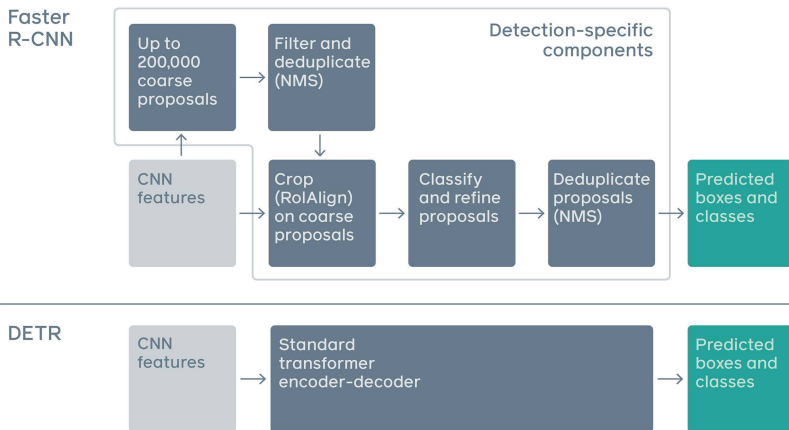 Faster
R-CNN
Detection-specific
components
Up to
200,000
coarse
proposals
Filter and
deduplicate
(NMS)
CNN
features
Crop
(RolAlign)
on coarse
proposals
Classify
and refine
proposals
Deduplicate
proposals
(NMS)
Predicted
boxes and
classes
DETR
CNN
features
Standard
transformer
encoder-decoder
Predicted
boxes and
classes